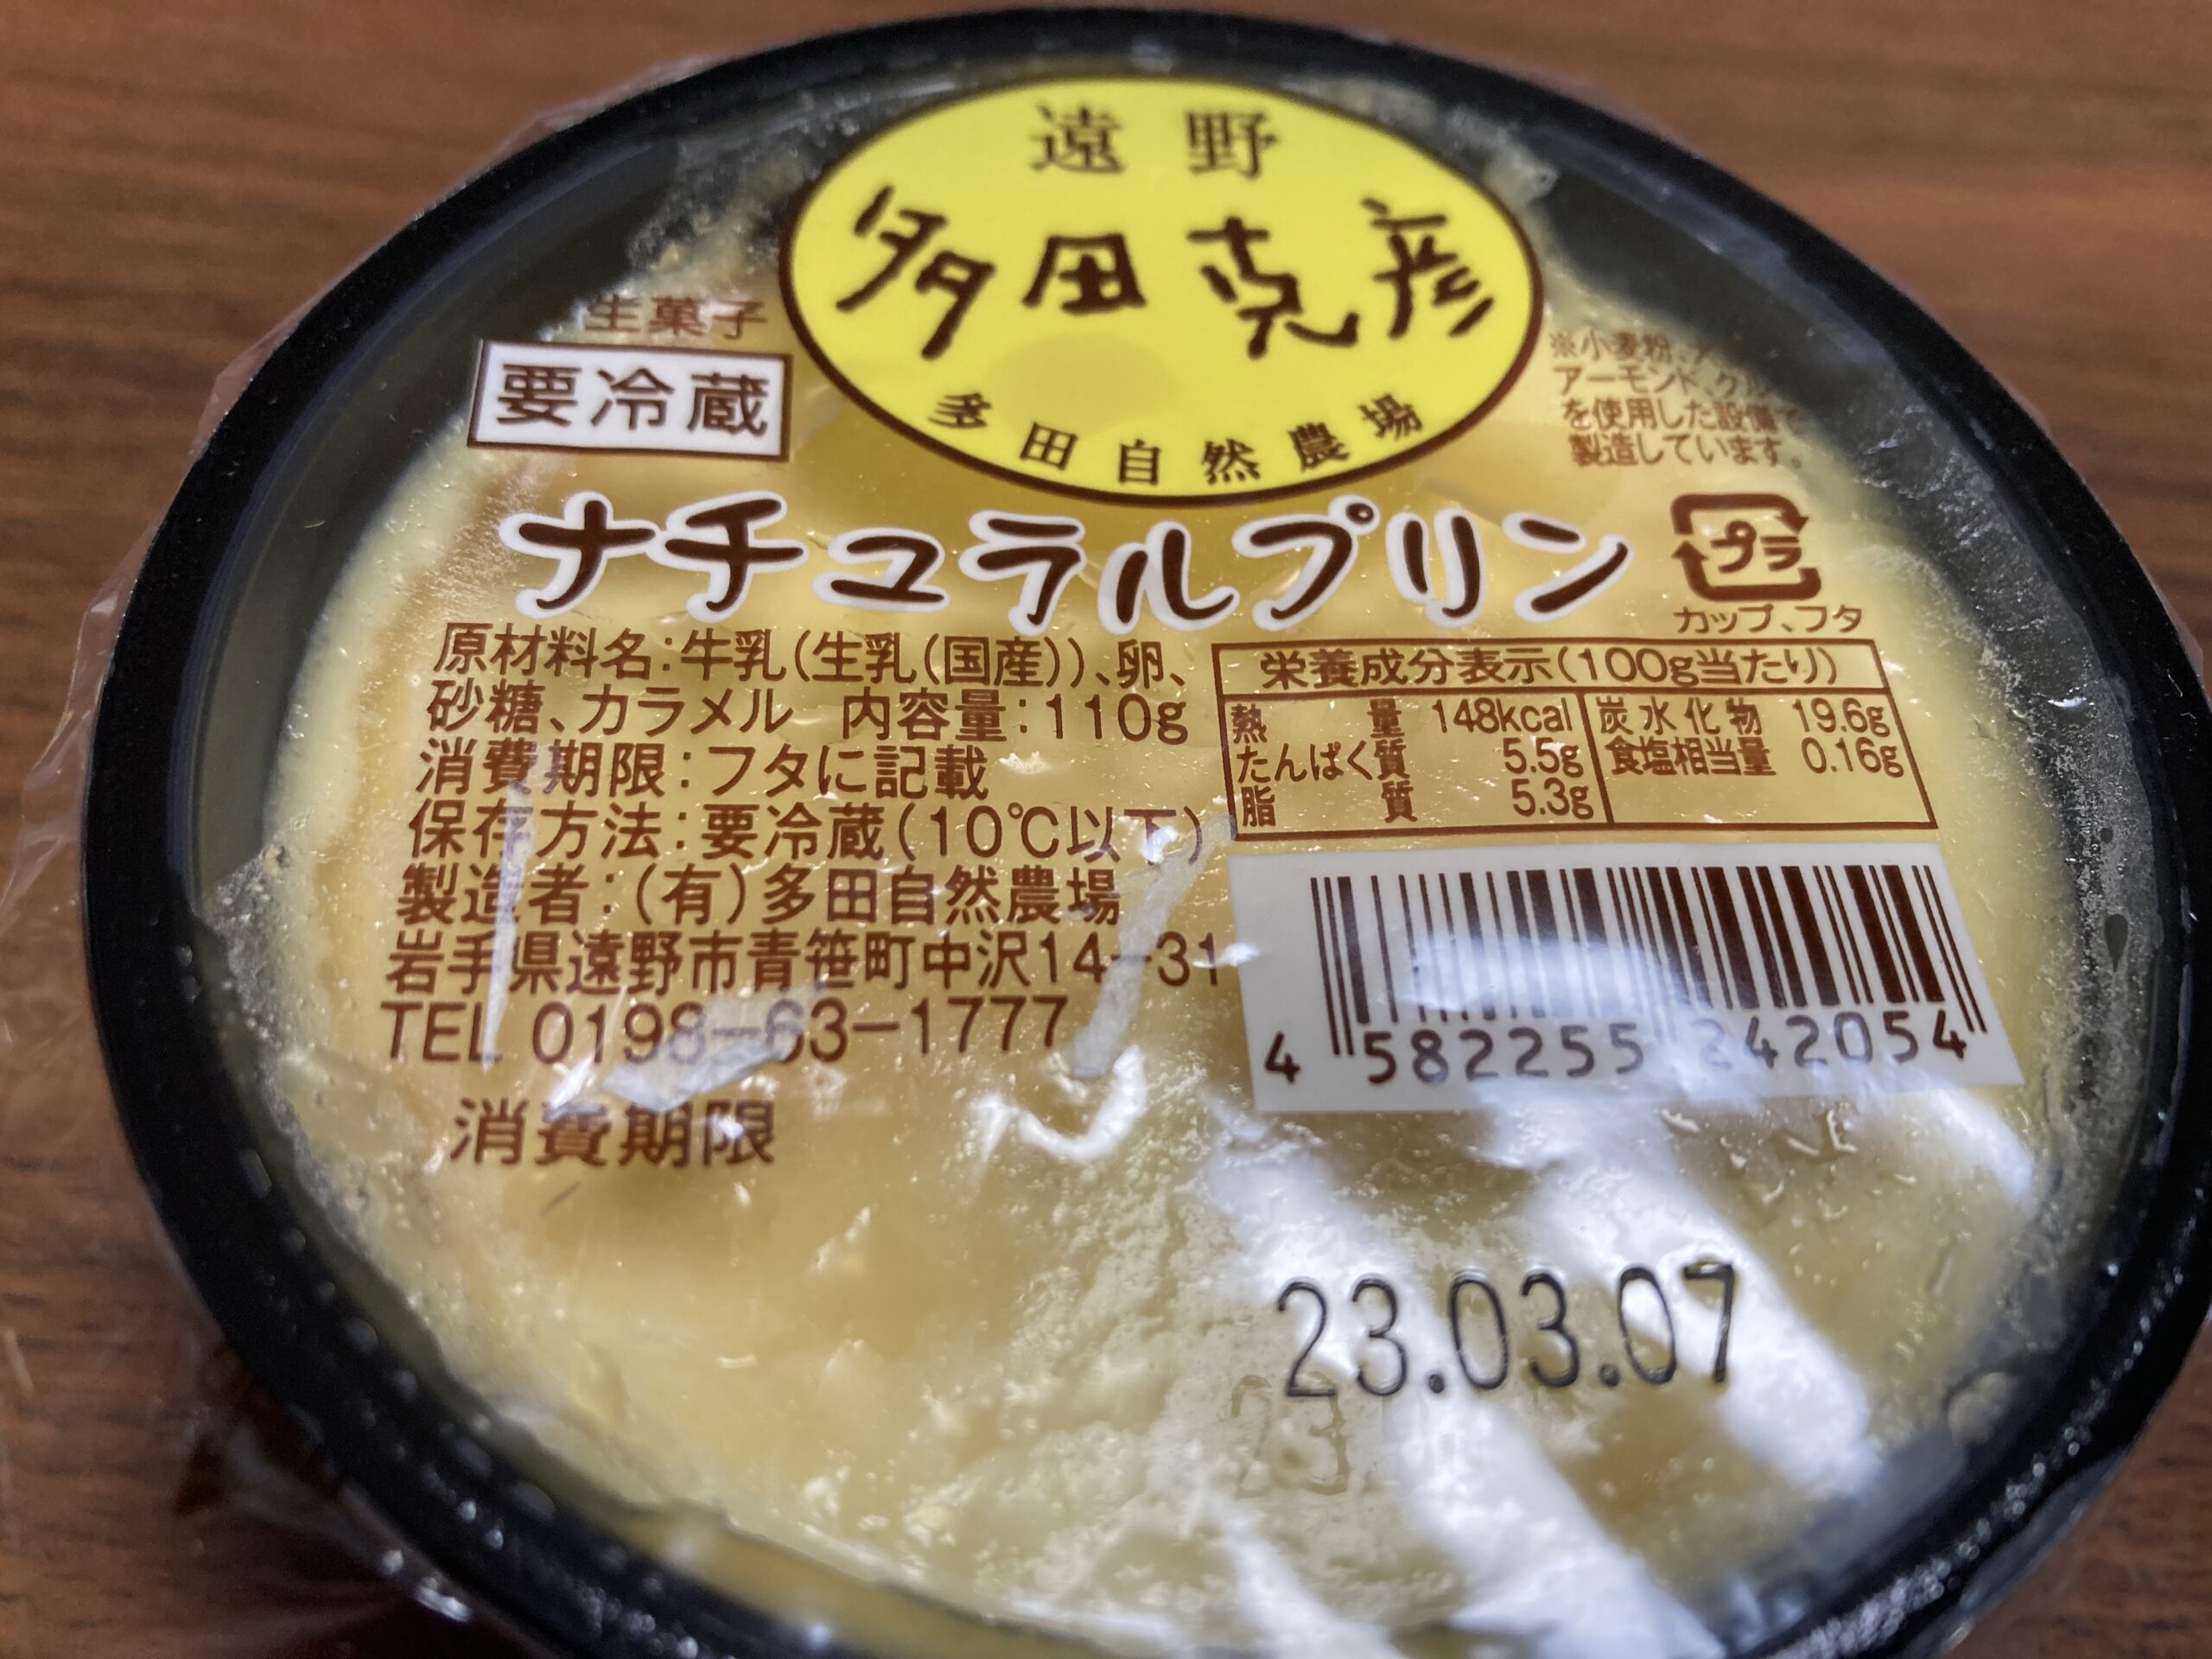 遠野
多田克彦
多田自然農場
生菓子
要冷蔵
※小麦粉、
アーモンド、クル
を使用した設備で
製造しています。
ナチュラルプリン
プラ
カップ、フタ
原材料名:牛乳(生乳(国産))、卵、
砂糖、カラメル 内容量:110g
消費期限:フタに記載
保存方法:要冷蔵(10℃以下)
製造者:(有)多田自然農場
岩手県遠野市青笹町中沢14-31
TEL 0198-63-1777
栄養成分表示(100g当たり)
熱量 148kcal 炭水化物 19.6g
たんぱく質 5.5g 食塩相当量 0.16g
脂質 5.3g
4 582255 242054
消費期限
23.03.07